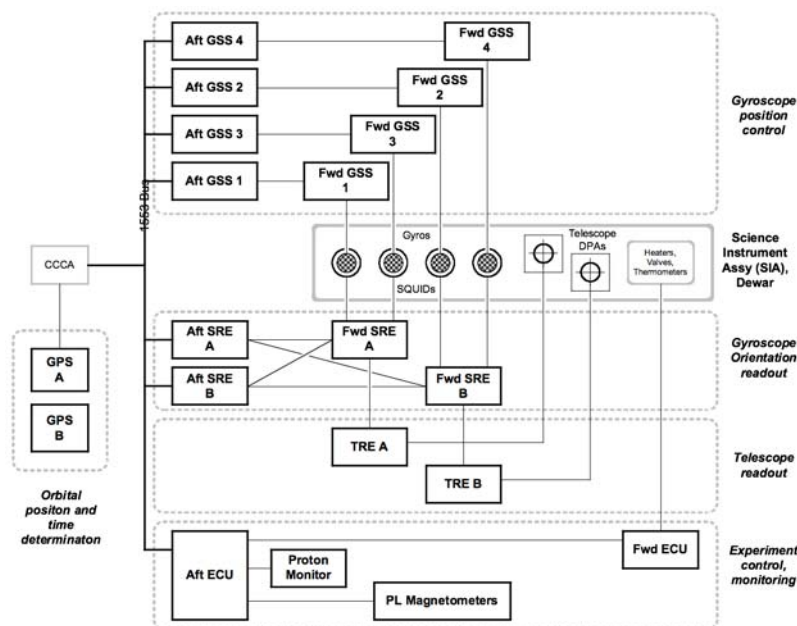 Aft GSS 4
Fwd GSS
4
Aft GSS 2
Fwd GSS
2
Aft GSS 3
Fwd GSS
3
Aft GSS 1
Fwd GSS
1
Gyroscope
position
control
1553 Bus
CCCA
Gyros
SQUIDs
Telescope
DPAs
Heaters,
Valves,
Thermometers
Science
Instrument
Assy (SIA),
Dewar
GPS
A
GPS
B
Orbital
positon and
time
determinaton
Aft SRE
A
Fwd SRE
A
Aft SRE
B
Fwd SRE
B
Gyroscope
Orientation
readout
TRE A
TRE B
Telescope
readout
Aft ECU
Proton
Monitor
PL Magnetometers
Fwd ECU
Experiment
control,
monitoring